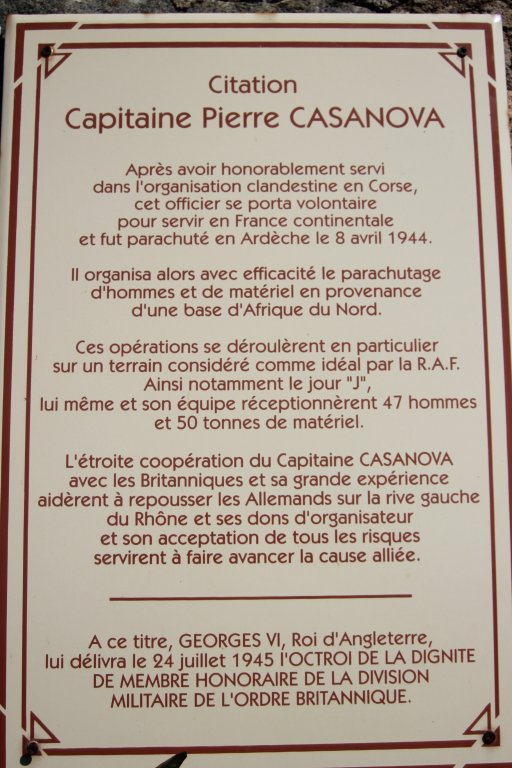 Citation
Capitaine Pierre CASANOVA
Après avoir honorablement servi
dans l'organisation clandestine en Corse,
cet officier se porta volontaire
pour servir en France continentale
et fut parachuté en Ardèche le 8 avril 1944.
Il organisa alors avec efficacité le parachutage
d'hommes et de matériel en provenance
d'une base d'Afrique du Nord.
Ces opérations se déroulèrent en particulier
sur un terrain considéré comme idéal par la R.A.F.
Ainsi notamment le jour "J",
lui même et son équipe réceptionnèrent 47 hommes
et 50 tonnes de matériel.
L'étroite coopération du Capitaine CASANOVA
avec les Britanniques et sa grande expérience
aidèrent à repousser les Allemands sur la rive gauche
du Rhône et ses dons d'organisateur
et son acceptation de tous les risques
servirent à faire avancer la cause alliée.
A ce titre, GEORGES VI, Roi d'Angleterre,
lui délivra le 24 juillet 1945 l'OCTROI DE LA DIGNITE
DE MEMBRE HONORAIRE DE LA DIVISION
MILITAIRE DE L'ORDRE BRITANNIQUE.